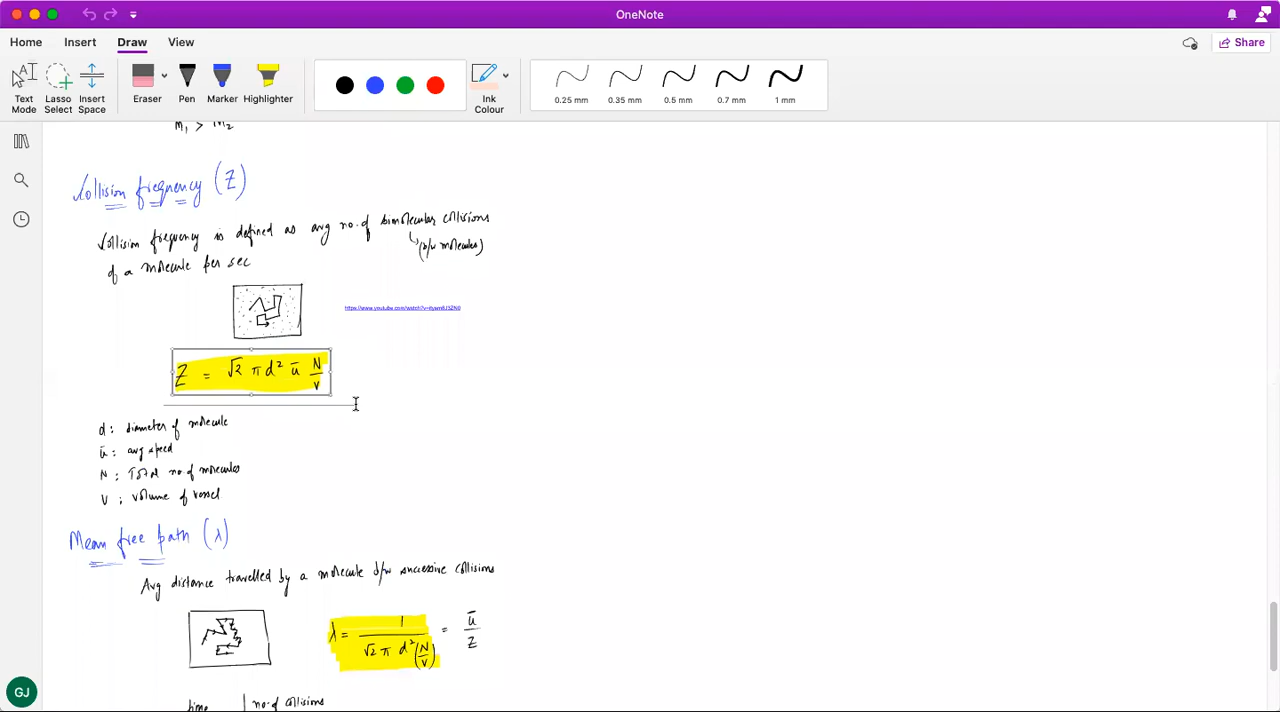 OneNote
Home Insert Draw View
Share
Text Mode
Lasso Select
Insert Space
Eraser
Pen
Marker
Highlighter
Ink Colour
0.25 mm
0.35 mm
0.5 mm
0.7 mm
1 mm
M₁ > M₂
Collision frequency (Z)
Collision frequency is defined as avg no. of bimolecular collisions
(b/w molecules)
of a molecule per sec
Z = √2 π d² ū N/V
d : diameter of molecule
ū : avg speed
N : Total no of molecules
V : volume of vessel
Mean free path (λ)
Avg distance travelled by a molecule b/w successive collisions
λ = 1/(√2 π d² (N/V)) = ū/Z
time no. of collisions
GJ